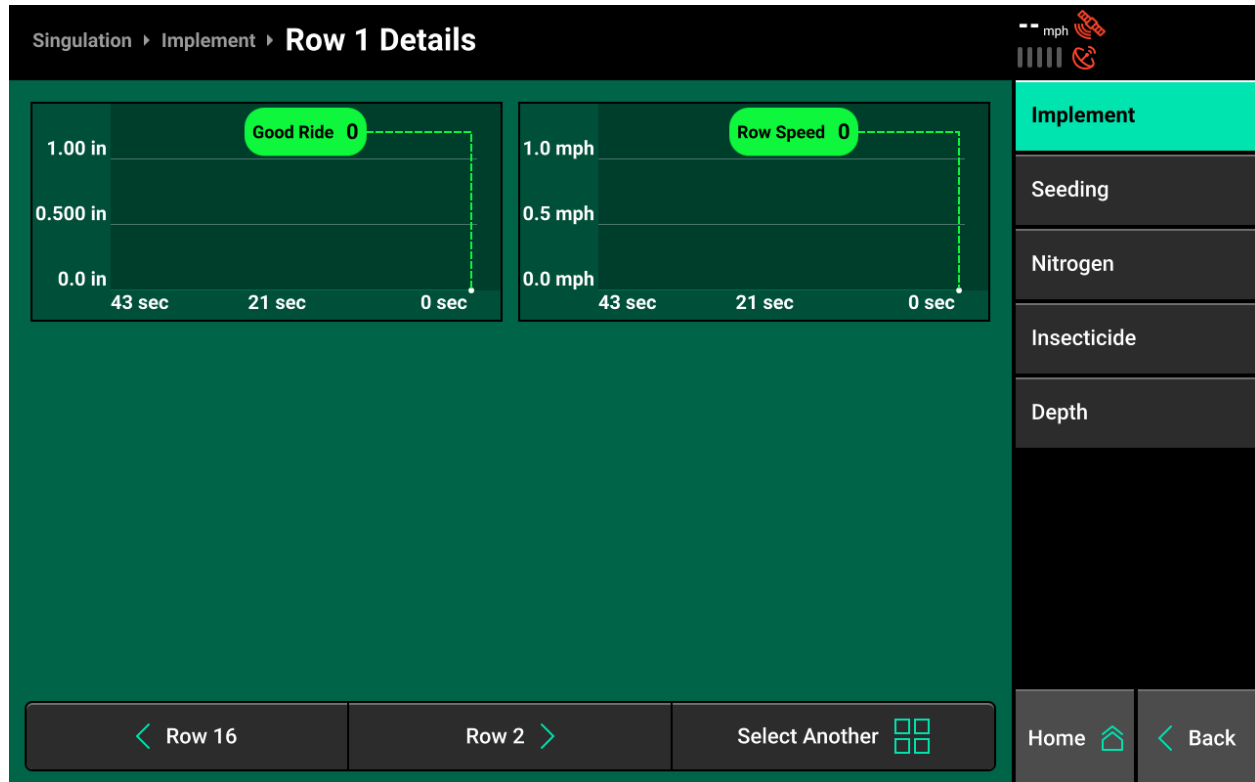 Singulation ▸ Implement ▸ Row 1 Details
-- mph
Good Ride 0
1.00 in
0.500 in
0.0 in
43 sec 21 sec 0 sec
Row Speed 0
1.0 mph
0.5 mph
0.0 mph
43 sec 21 sec 0 sec
Implement
Seeding
Nitrogen
Insecticide
Depth
Row 16
Row 2
Select Another
Home
Back